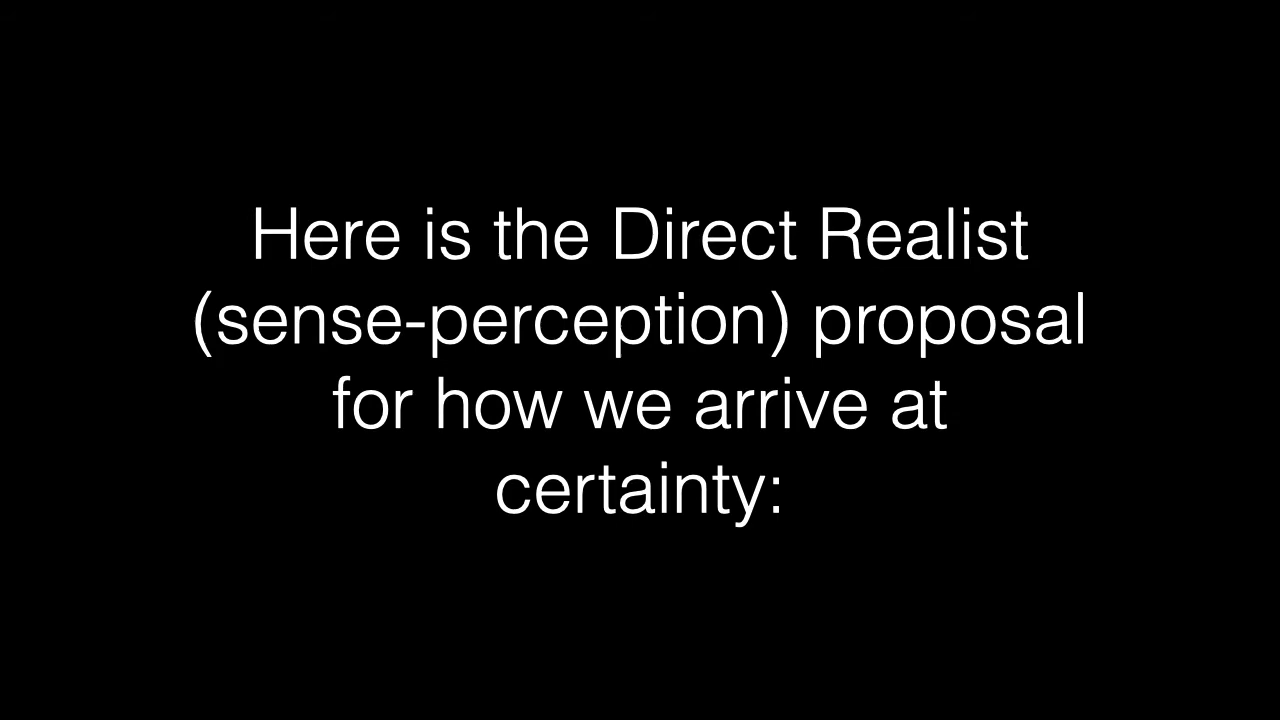 Here is the Direct Realist
(sense-perception) proposal
for how we arrive at
certainty: